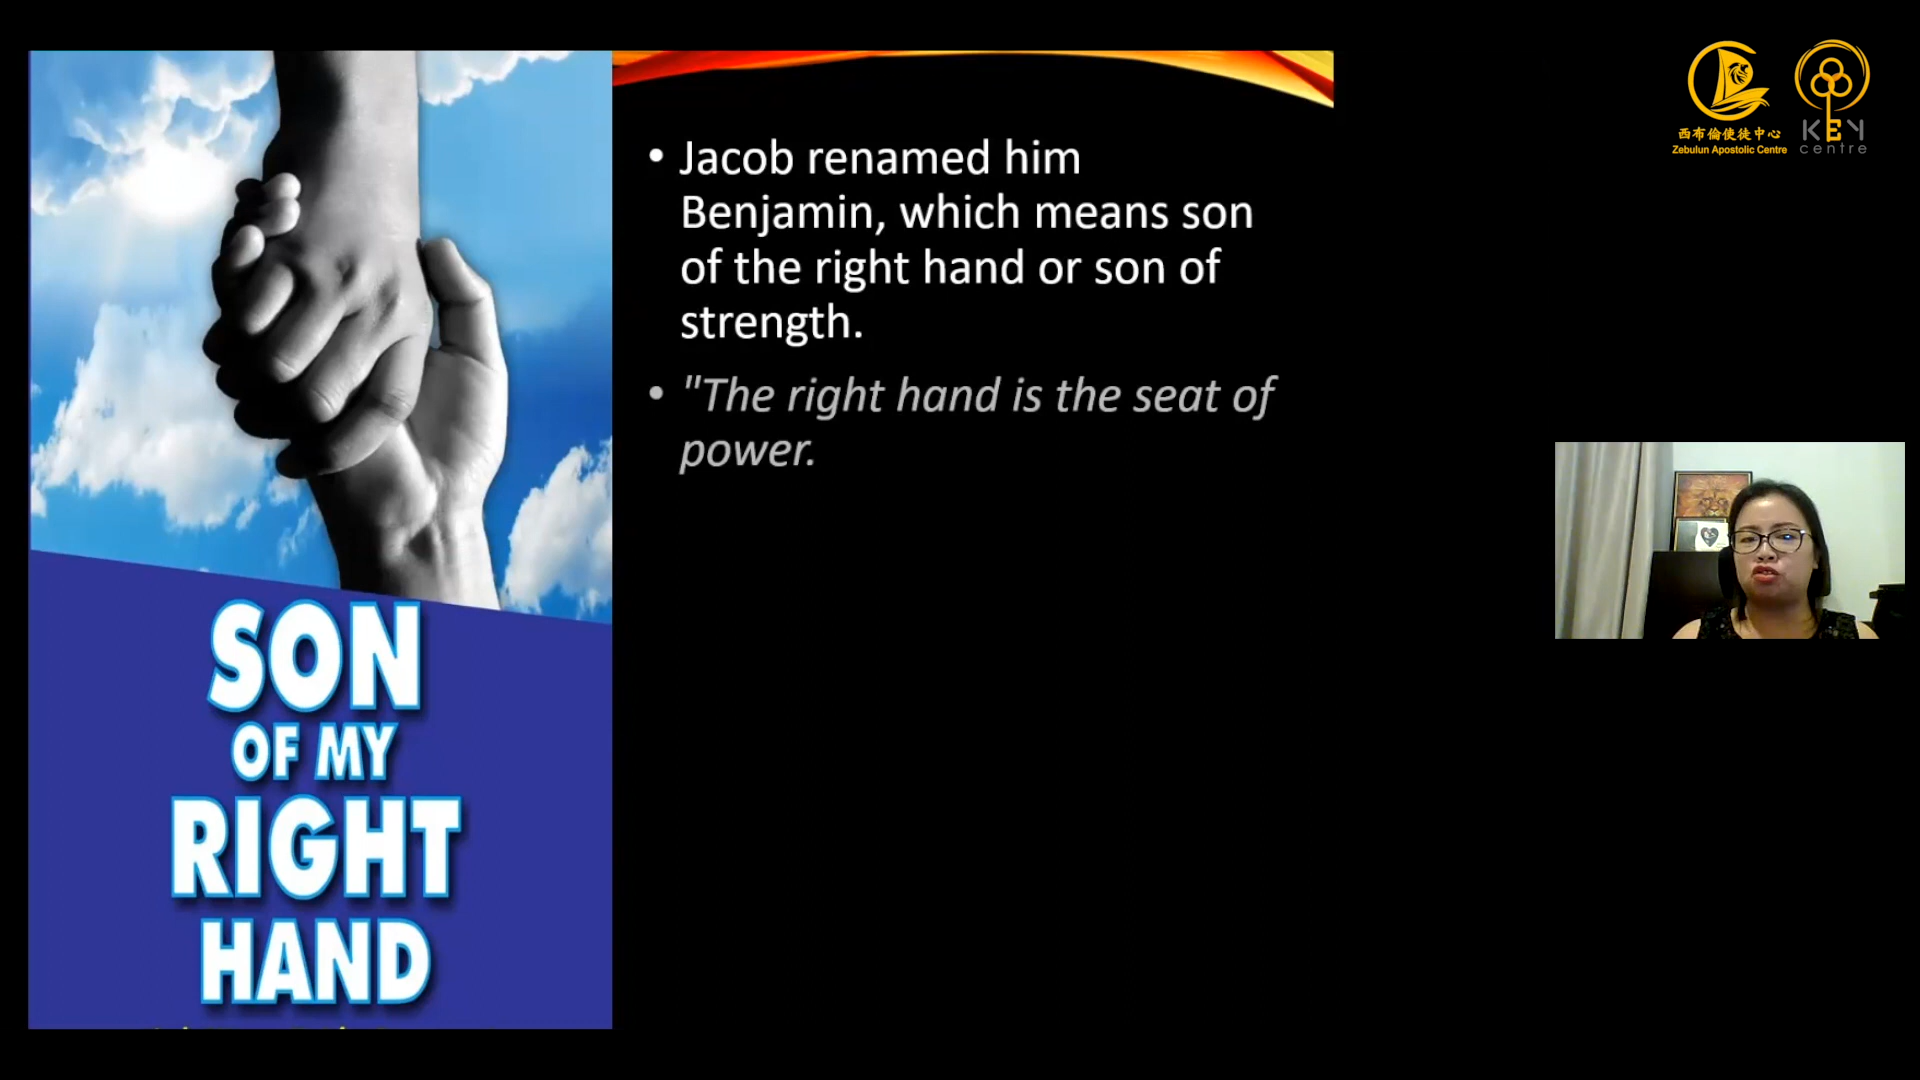 • Jacob renamed him
Benjamin, which means son
of the right hand or son of
strength.
• "The right hand is the seat of
power.
SON
OF MY
RIGHT
HAND
西布倫使徒中心
Zebulun Apostolic Centre
KEY
centre